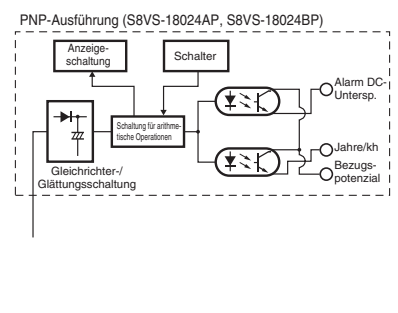 PNP-Ausführung (S8VS-18024AP, S8VS-18024BP)
Anzeige-
schaltung
Schalter
Alarm DC-
Untersp.
Schaltung für arithme-
tische Operationen
Jahre/kh
Gleichrichter-/
Glättungsschaltung
Bezugs-
potenzial